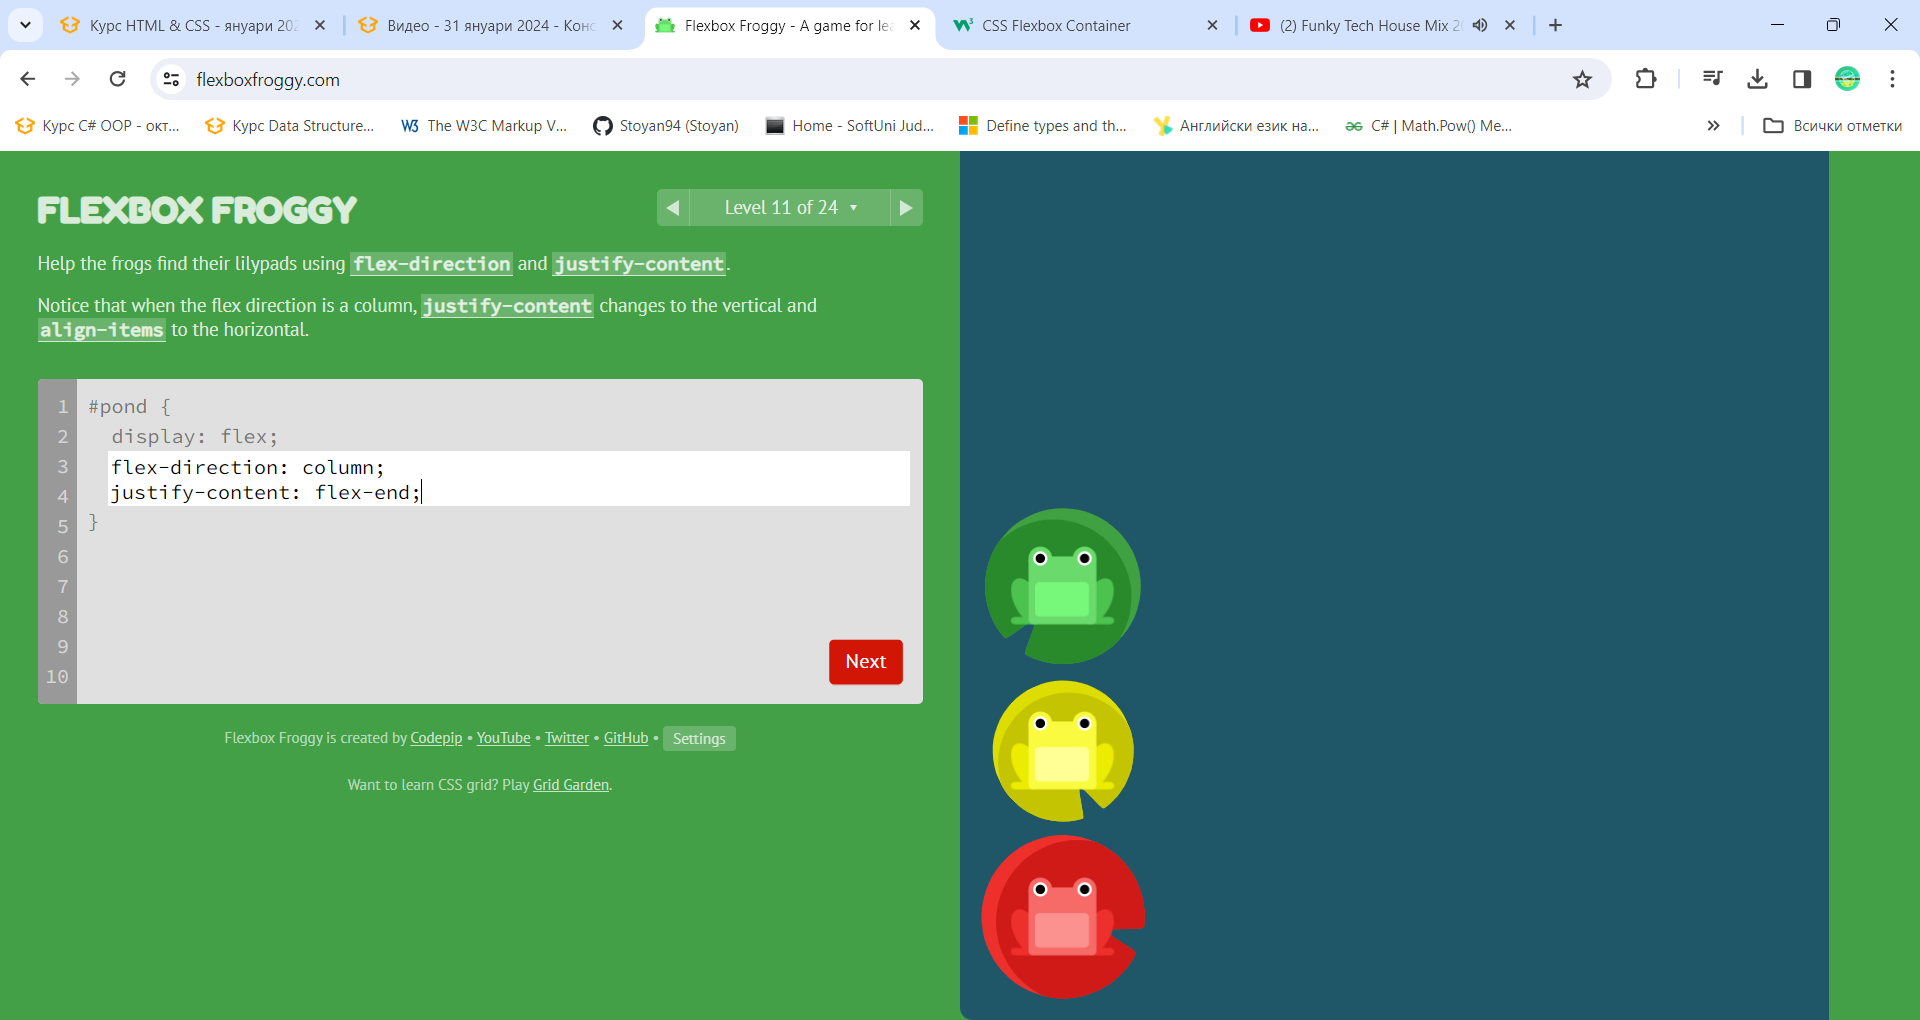 Курс HTML & CSS - януари 202
Видео - 31 януари 2024 - Конс
Flexbox Froggy - A game for lea
CSS Flexbox Container
(2) Funky Tech House Mix 2
flexboxfroggy.com
Курс C# OOP - окт...
Курс Data Structure...
W3 The W3C Markup V...
Stoyan94 (Stoyan)
Home - SoftUni Jud...
Define types and th...
Английски език на...
C# | Math.Pow() Me...
Всички отметки
FLEXBOX FROGGY
Level 11 of 24
Help the frogs find their lilypads using flex-direction and justify-content.
Notice that when the flex direction is a column, justify-content changes to the vertical and
align-items to the horizontal.
1 #pond {
2 display: flex;
3 flex-direction: column;
4 justify-content: flex-end;
5 }
6
7
8
9
10
Next
Flexbox Froggy is created by Codepip • YouTube • Twitter • GitHub • Settings
Want to learn CSS grid? Play Grid Garden.